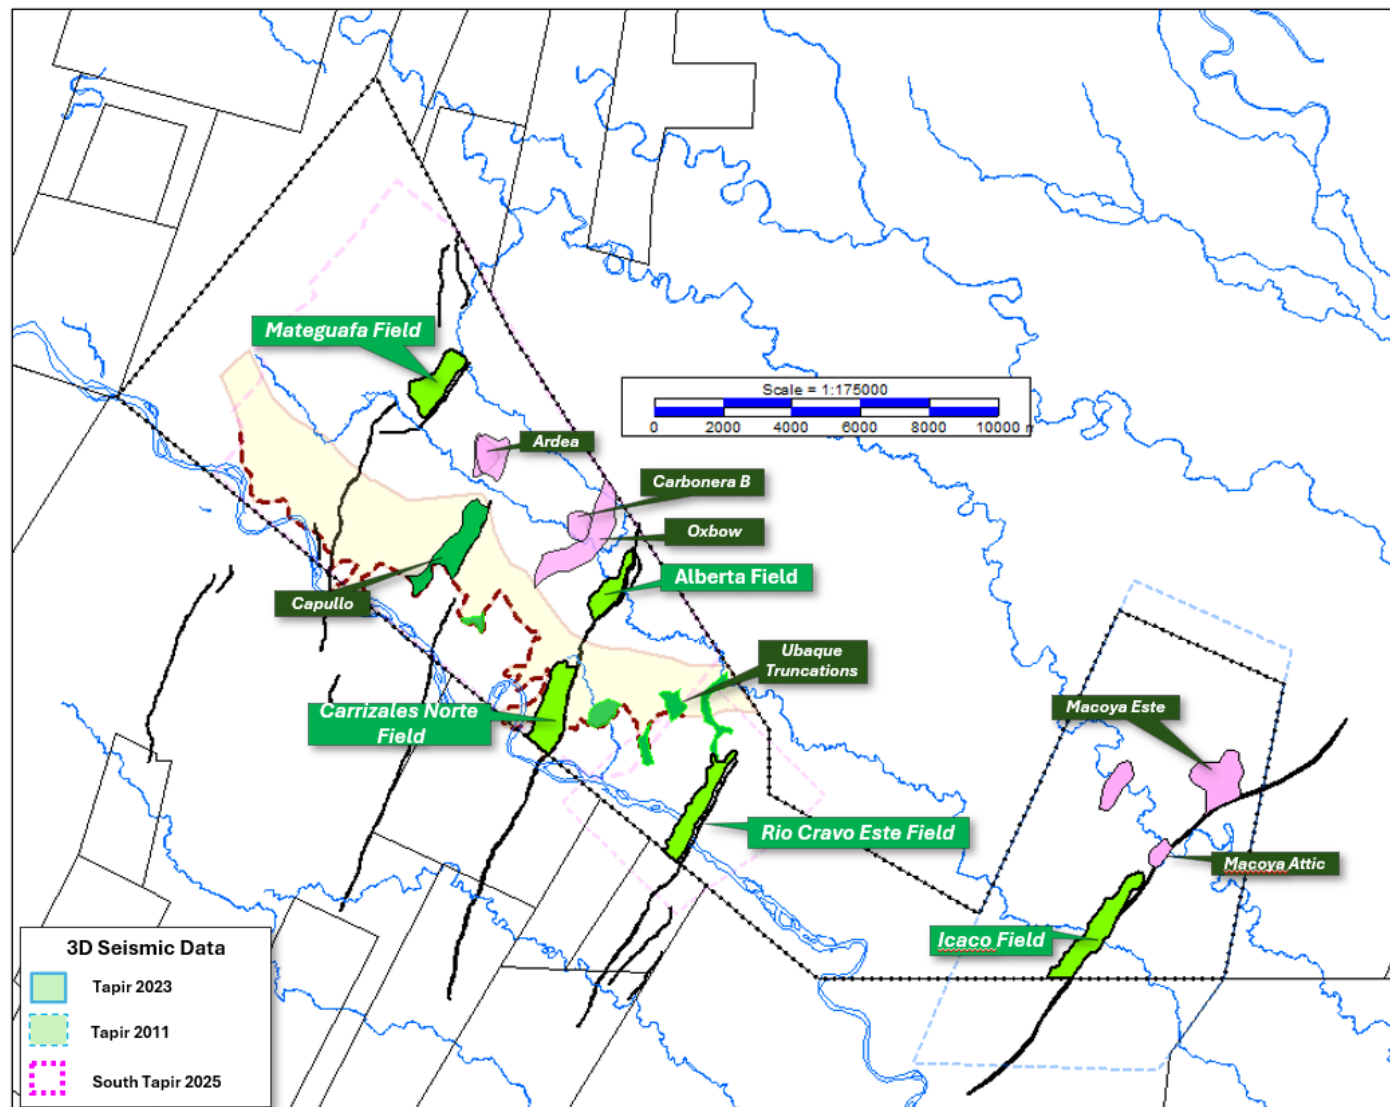 Mateguafa Field
Scale = 1:175000
0 2000 4000 6000 8000 10000
Ardea
Carbonera B
Oxbow
Alberta Field
Capullo
Ubaque
Truncations
Carrizales Norte
Field
Macoya Este
Rio Cravo Este Field
Macoya Attic
Icaco Field
3D Seismic Data
Tapir 2023
Tapir 2011
South Tapir 2025